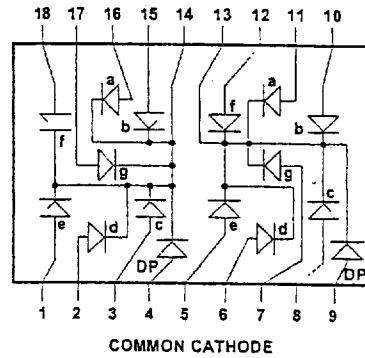 18 17 16 15 14 13 12 11 10
a f a
b b
f g g
e d c e d c
DP DP
1 2 3 4 5 6 7 8 9
COMMON CATHODE